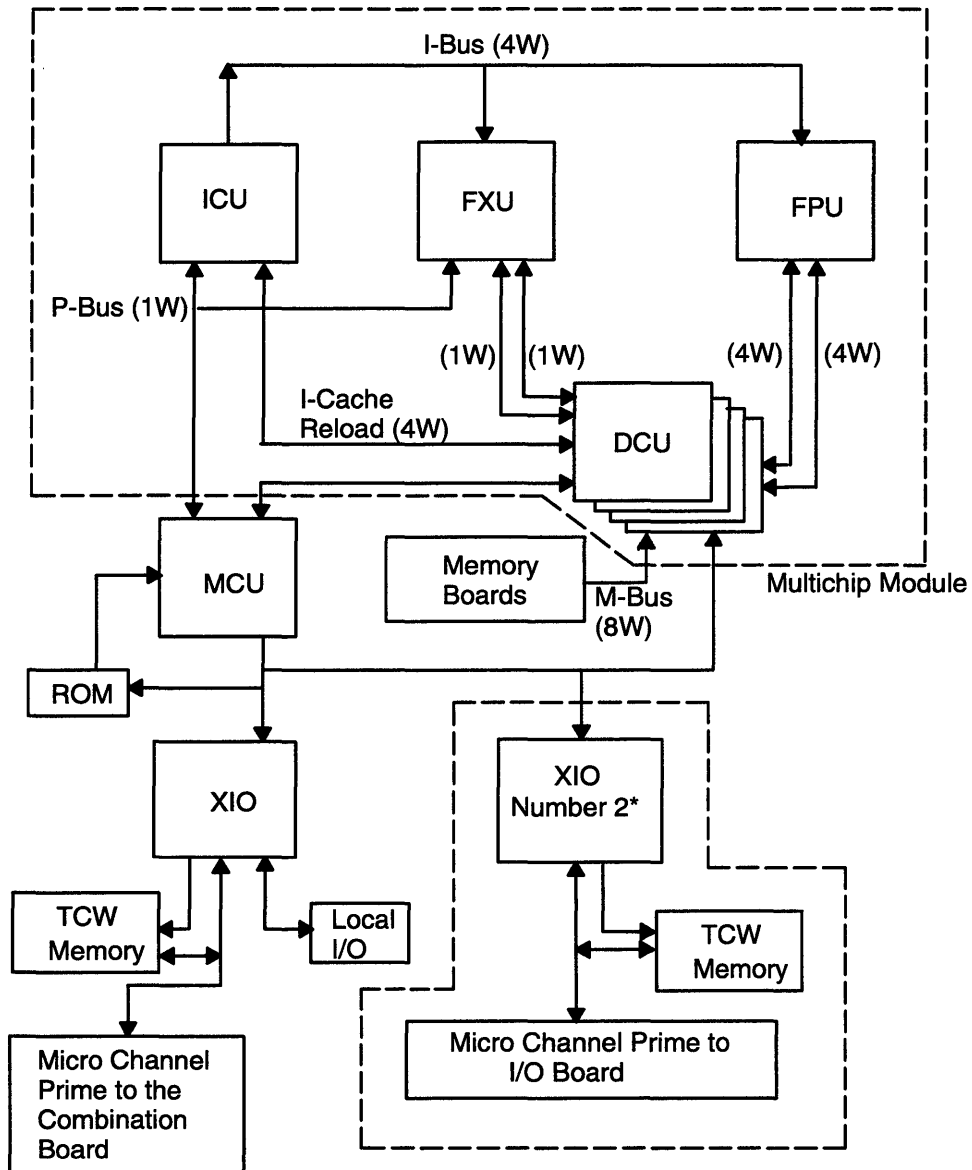 I-Bus (4W)
ICU
FXU
FPU
P-Bus (1W)
(1W)
(1W)
(4W)
(4W)
I-Cache
Reload (4W)
DCU
MCU
Memory
Boards
M-Bus
(8W)
Multichip Module
ROM
XIO
XIO
Number 2*
TCW
Memory
Local
I/O
TCW
Memory
Micro Channel
Prime to the
Combination
Board
Micro Channel Prime to
I/O Board